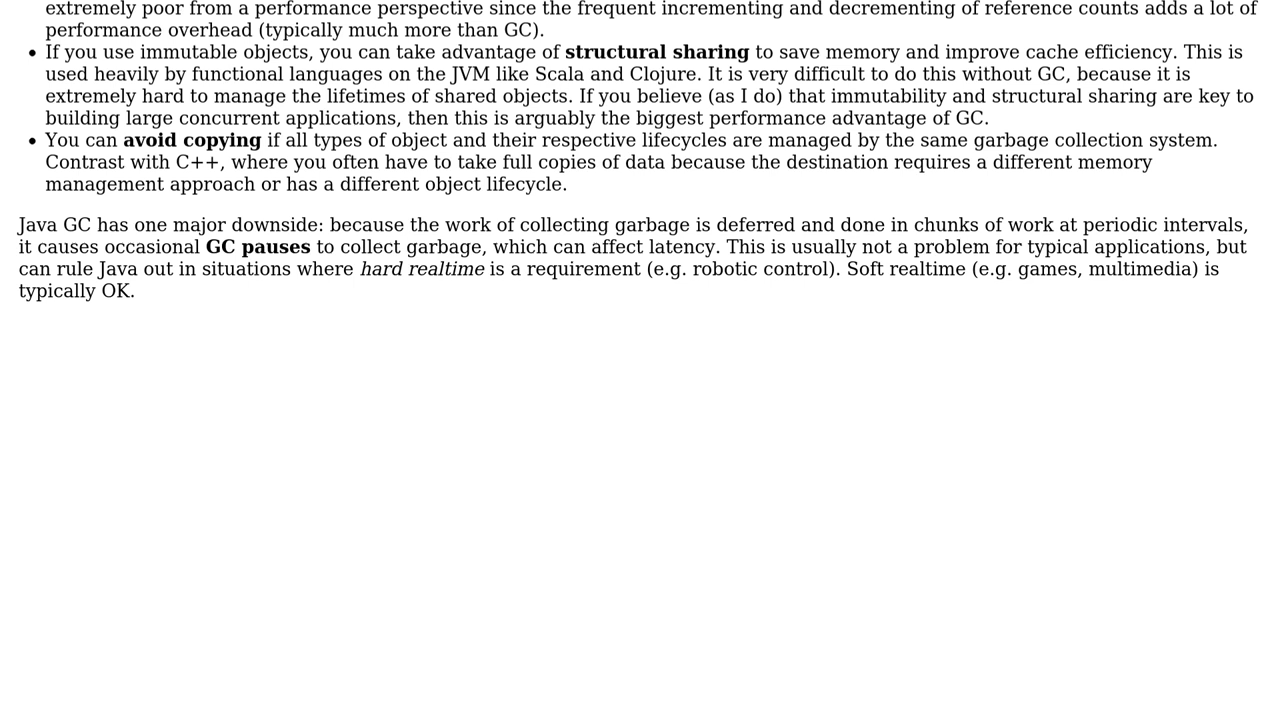 extremely poor from a performance perspective since the frequent incrementing and decrementing of reference counts adds a lot of
performance overhead (typically much more than GC).
• If you use immutable objects, you can take advantage of structural sharing to save memory and improve cache efficiency. This is
used heavily by functional languages on the JVM like Scala and Clojure. It is very difficult to do this without GC, because it is
extremely hard to manage the lifetimes of shared objects. If you believe (as I do) that immutability and structural sharing are key to
building large concurrent applications, then this is arguably the biggest performance advantage of GC.
• You can avoid copying if all types of object and their respective lifecycles are managed by the same garbage collection system.
Contrast with C++, where you often have to take full copies of data because the destination requires a different memory
management approach or has a different object lifecycle.
Java GC has one major downside: because the work of collecting garbage is deferred and done in chunks of work at periodic intervals,
it causes occasional GC pauses to collect garbage, which can affect latency. This is usually not a problem for typical applications, but
can rule Java out in situations where hard realtime is a requirement (e.g. robotic control). Soft realtime (e.g. games, multimedia) is
typically OK.